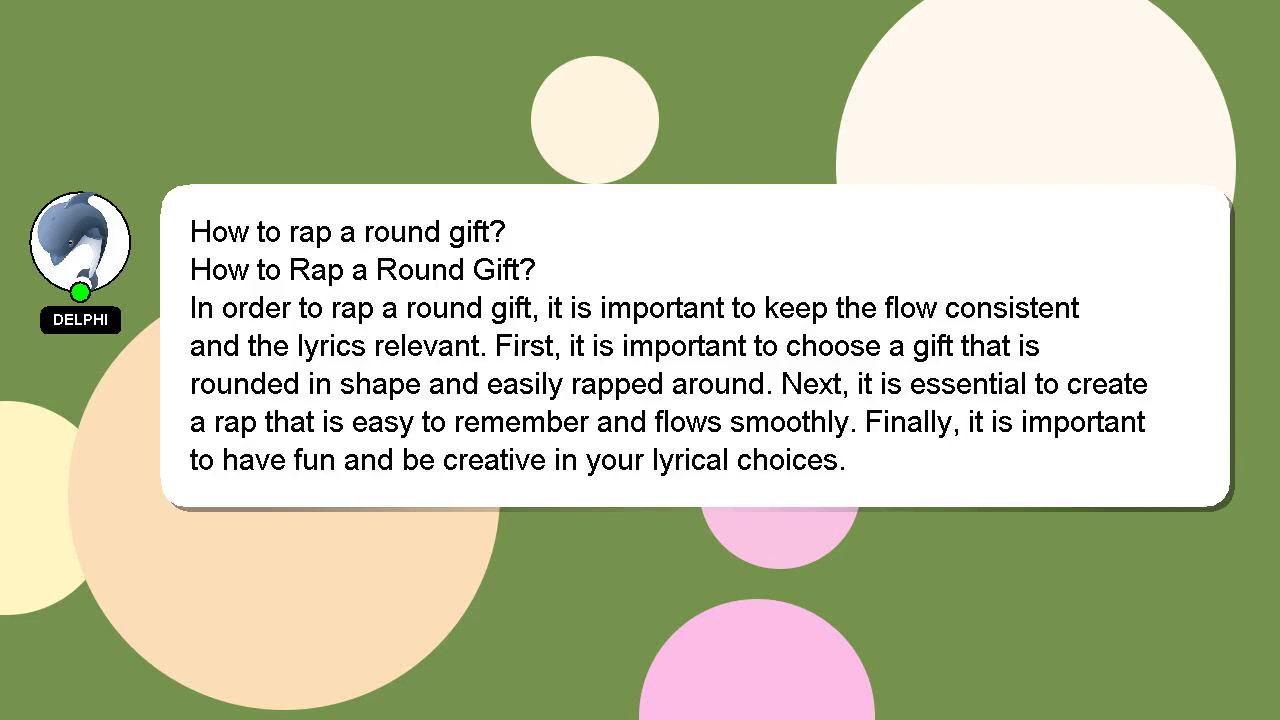 How to rap a round gift?
How to Rap a Round Gift?
In order to rap a round gift, it is important to keep the flow consistent
and the lyrics relevant. First, it is important to choose a gift that is
rounded in shape and easily rapped around. Next, it is essential to create
a rap that is easy to remember and flows smoothly. Finally, it is important
to have fun and be creative in your lyrical choices.
DELPHI